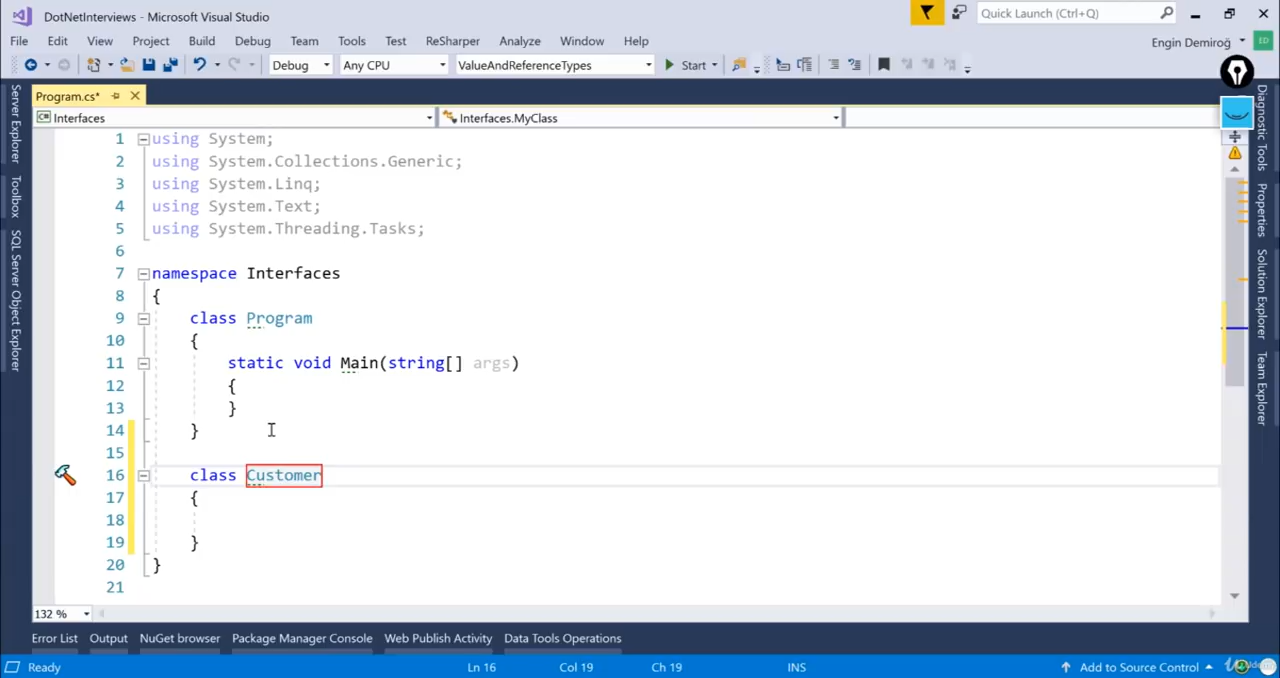 DotNetInterviews - Microsoft Visual Studio
Quick Launch (Ctrl+Q)
File Edit View Project Build Debug Team Tools Test ReSharper Analyze Window Help
Engin Demiroğ
ED
Debug Any CPU ValueAndReferenceTypes Start
Program.cs*
Interfaces Interfaces.MyClass
1 using System;
2 using System.Collections.Generic;
3 using System.Linq;
4 using System.Text;
5 using System.Threading.Tasks;
6
7 namespace Interfaces
8 {
9 class Program
10 {
11 static void Main(string[] args)
12 {
13 }
14 }
15
16 class Customer
17 {
18
19 }
20 }
21
132 %
Server Explorer
Toolbox
SQL Server Object Explorer
Diagnostic Tools
Properties
Solution Explorer
Team Explorer
Error List Output NuGet browser Package Manager Console Web Publish Activity Data Tools Operations
Ready Ln 16 Col 19 Ch 19 INS Add to Source Control